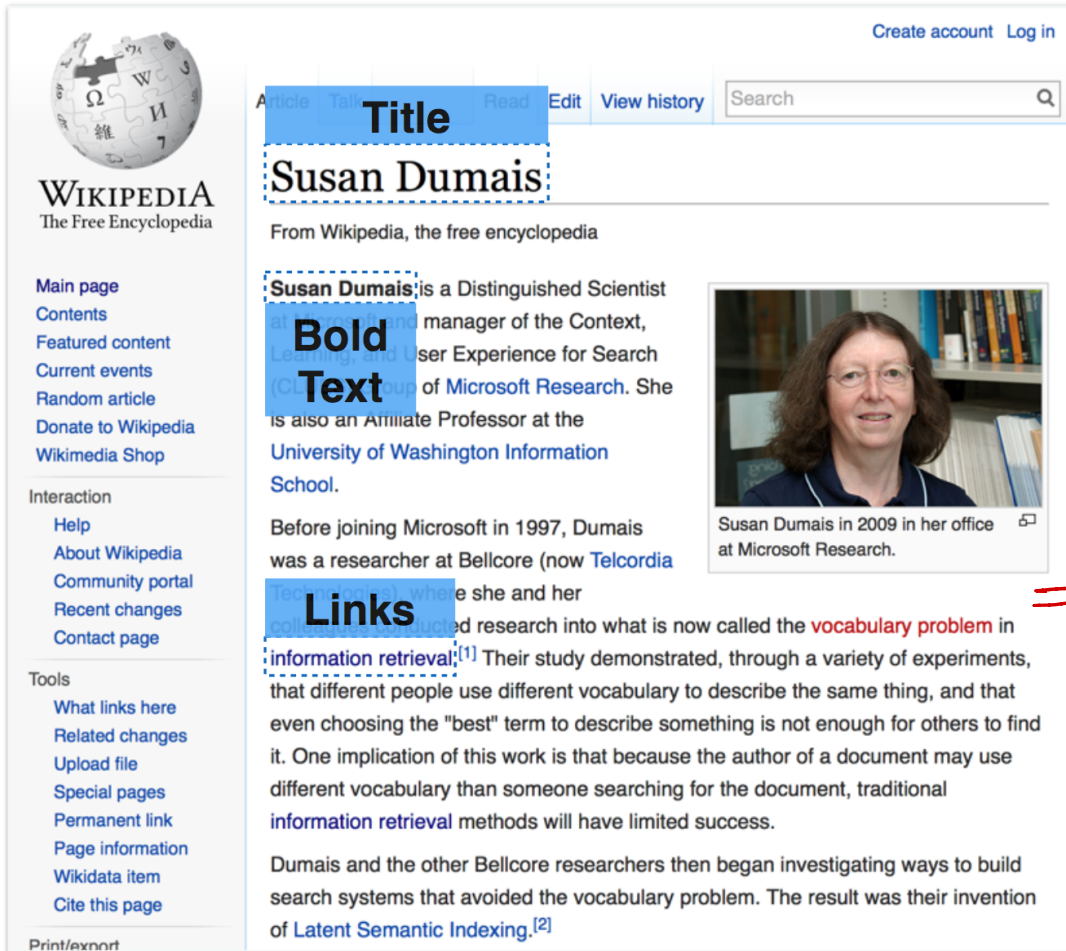 Create account Log in
Article Talk Read Edit View history Search
Title
WIKIPEDIA
The Free Encyclopedia
Main page
Contents
Featured content
Current events
Random article
Donate to Wikipedia
Wikimedia Shop
Interaction
Help
About Wikipedia
Community portal
Recent changes
Contact page
Tools
What links here
Related changes
Upload file
Special pages
Permanent link
Page information
Wikidata item
Cite this page
Print/export
Susan Dumais
From Wikipedia, the free encyclopedia
Susan Dumais is a Distinguished Scientist
at Microsoft and manager of the Context,
Bold
Learning, and User Experience for Search
Text
group of Microsoft Research. She
is also an Affiliate Professor at the
University of Washington Information
School.
Before joining Microsoft in 1997, Dumais
was a researcher at Bellcore (now Telcordia
Technologies), where she and her
Links
colleagues conducted research into what is now called the vocabulary problem in
information retrieval.[1] Their study demonstrated, through a variety of experiments,
that different people use different vocabulary to describe the same thing, and that
even choosing the "best" term to describe something is not enough for others to find
it. One implication of this work is that because the author of a document may use
different vocabulary than someone searching for the document, traditional
information retrieval methods will have limited success.
Dumais and the other Bellcore researchers then began investigating ways to build
search systems that avoided the vocabulary problem. The result was their invention
of Latent Semantic Indexing.[2]
Susan Dumais in 2009 in her office
at Microsoft Research.